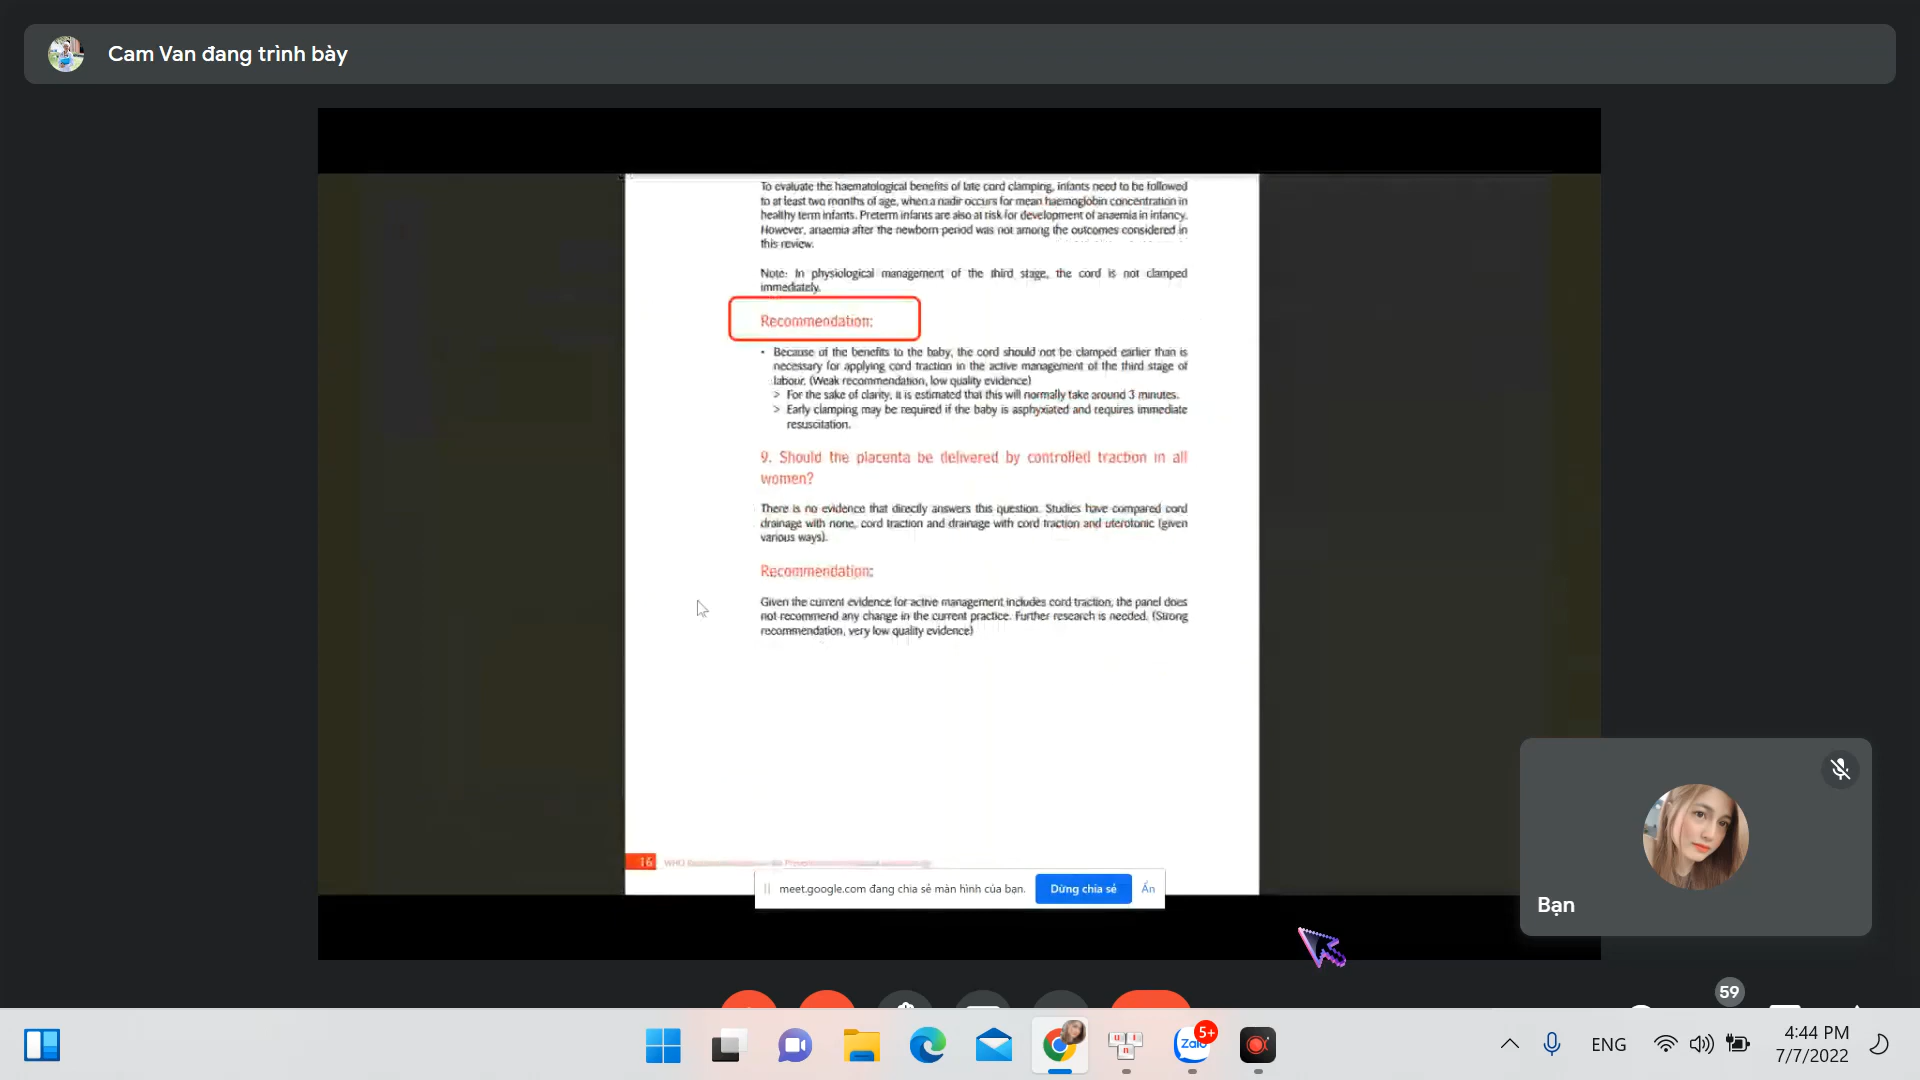 Cam Van đang trình bày
To evaluate the haematological benefits of late cord clamping, infants need to be followed
to at least two months of age, when a nadir occurs for mean haemoglobin concentration in
healthy term infants. Preterm infants are also at risk for development of anaemia in infancy.
However, anaemia after the newborn period was not among the outcomes considered in
this review.
Note: In physiological management of the third stage, the cord is not clamped
immediately.
Recommendation:
• Because of the benefits to the baby, the cord should not be clamped earlier than is
necessary for applying cord traction in the active management of the third stage of
labour. (Weak recommendation, low quality evidence)
> For the sake of clarity, it is estimated that this will normally take around 3 minutes.
> Early clamping may be required if the baby is asphyxiated and requires immediate
resuscitation.
9. Should the placenta be delivered by controlled traction in all
women?
There is no evidence that directly answers this question. Studies have compared cord
drainage with none, cord traction and drainage with cord traction and uterotonic (given
various ways).
Recommendation:
Given the current evidence for active management includes cord traction, the panel does
not recommend any change in the current practice. Further research is needed. (Strong
recommendation, very low quality evidence)
16 WHO
meet.google.com đang chia sẻ màn hình của bạn. Dừng chia sẻ Ẩn
Bạn
59
u i n
Zalo 5+
ENG
4:44 PM
7/7/2022